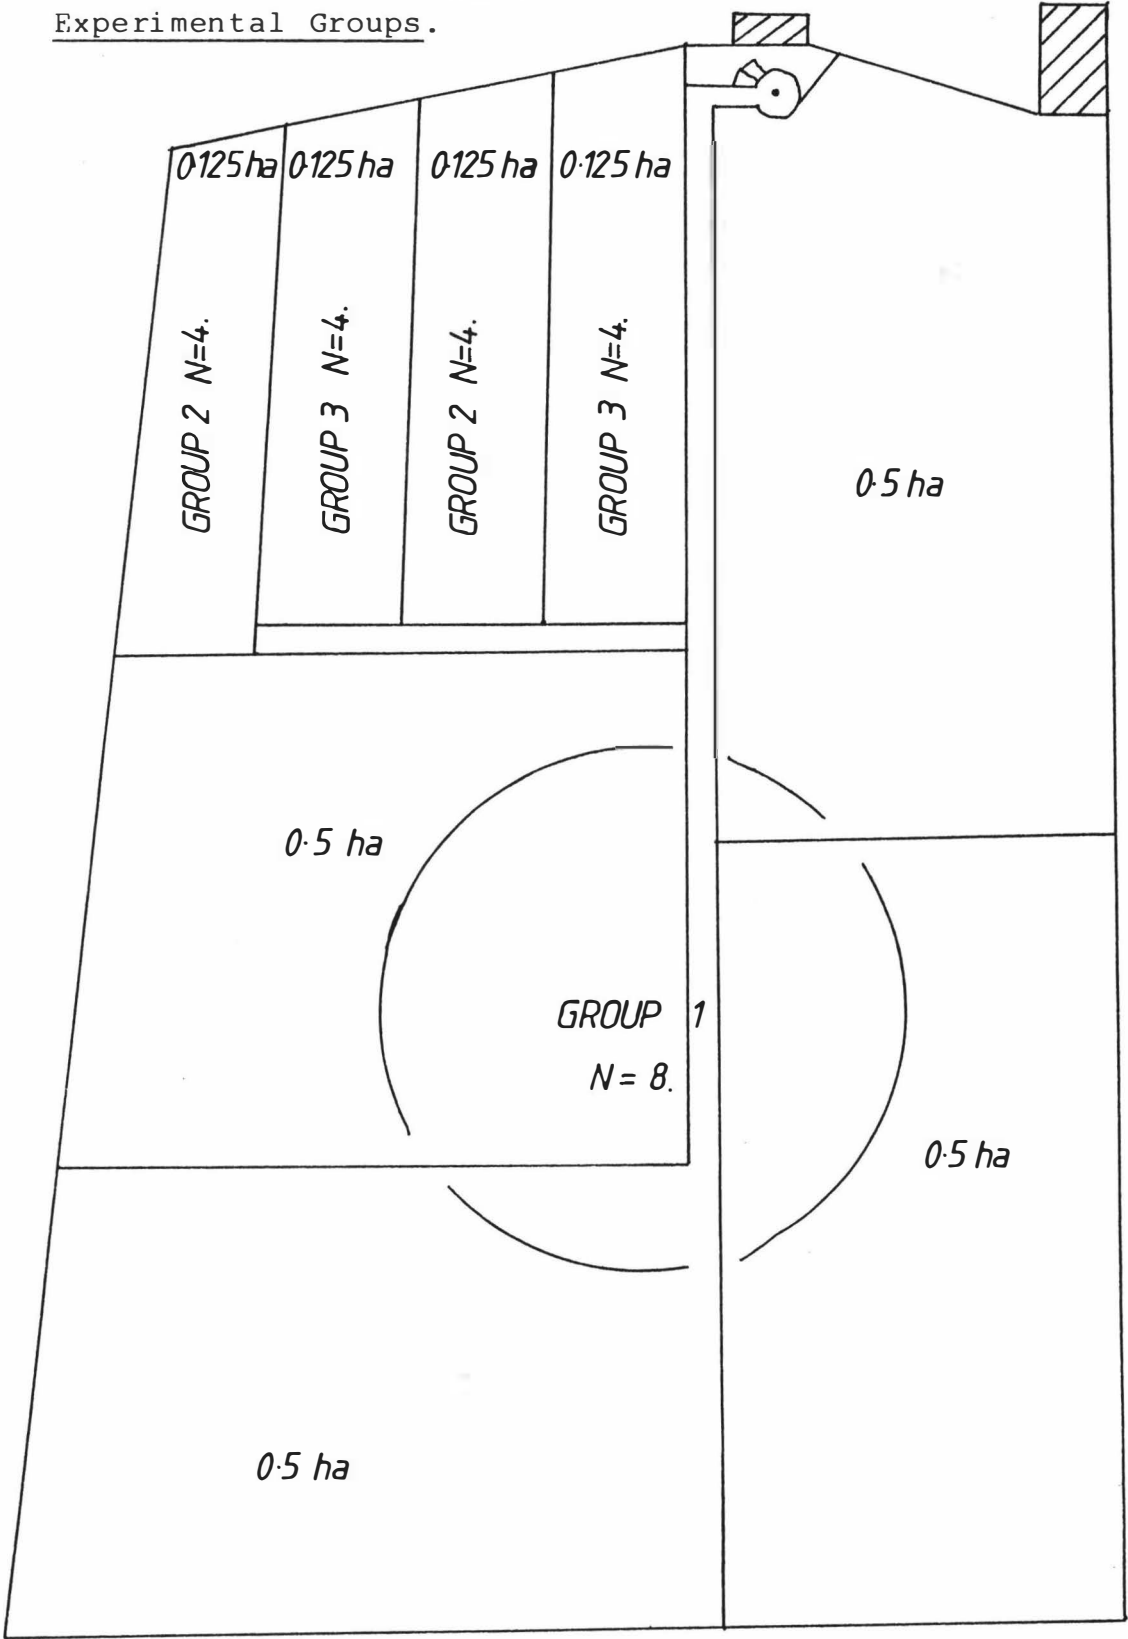 Experimental Groups.
0·125 ha 0·125 ha 0·125 ha 0·125 ha
GROUP 2 N=4.
GROUP 3 N=4.
GROUP 2 N=4.
GROUP 3 N=4.
0·5 ha
0·5 ha
GROUP 1
N = 8.
0·5 ha
0·5 ha